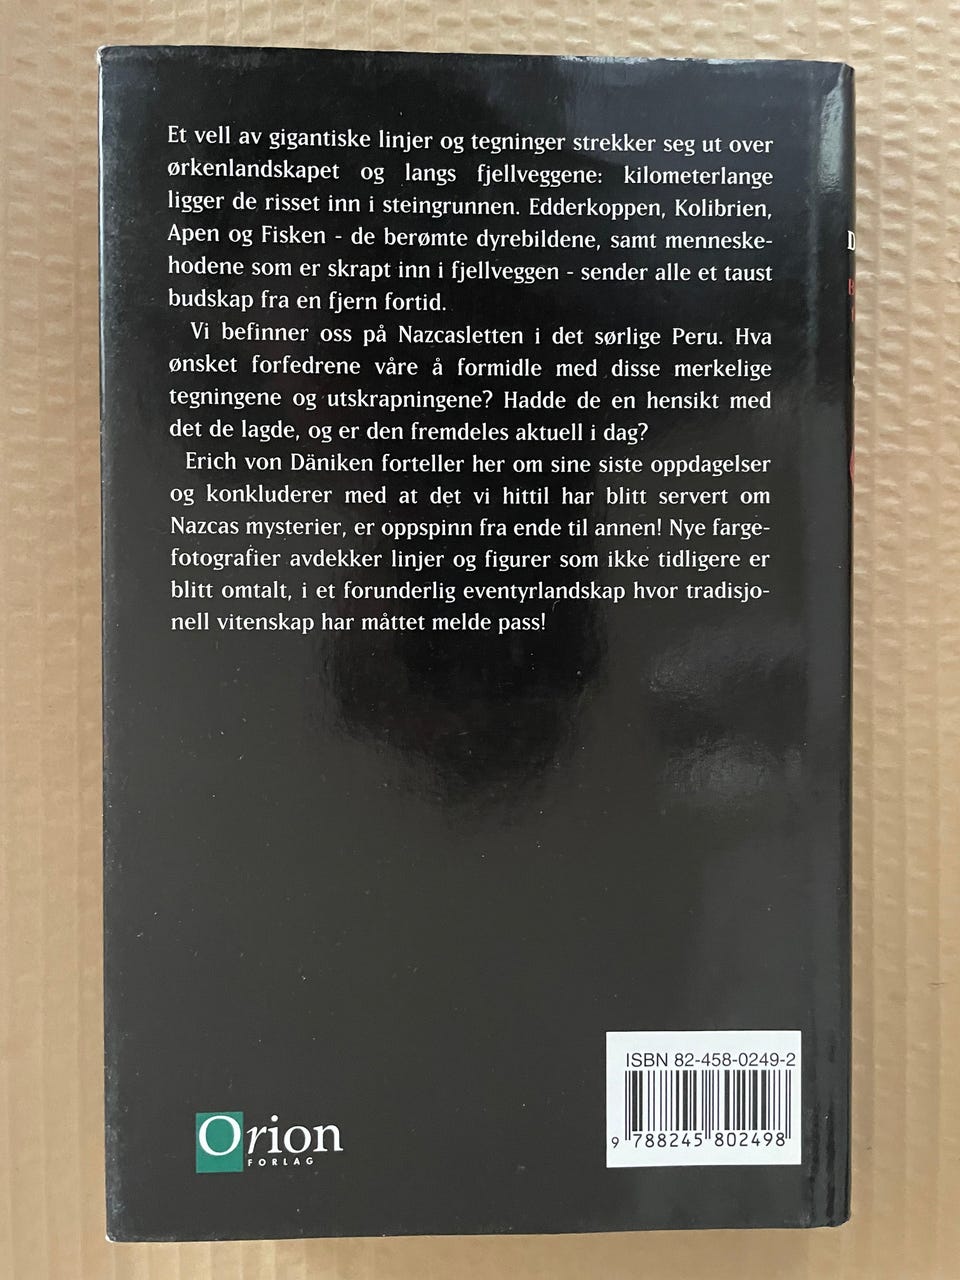 Et vell av gigantiske linjer og tegninger strekker seg ut over
ørkenlandskapet og langs fjellveggene: kilometerlange
ligger de risset inn i steingrunnen. Edderkoppen, Kolibrien,
Apen og Fisken - de berømte dyrebildene, samt menneske-
hodene som er skrapt inn i fjellveggen - sender alle et taust
budskap fra en fjern fortid.
Vi befinner oss på Nazcasletten i det sørlige Peru. Hva
ønsket forfedrene våre å formidle med disse merkelige
tegningene og utskrapningene? Hadde de en hensikt med
det de lagde, og er den fremdeles aktuell i dag?
Erich von Däniken forteller her om sine siste oppdagelser
og konkluderer med at det vi hittil har blitt servert om
Nazcas mysterier, er oppspinn fra ende til annen! Nye farge-
fotografier avdekker linjer og figurer som ikke tidligere er
blitt omtalt, i et forunderlig eventyrlandskap hvor tradisjo-
nell vitenskap har måttet melde pass!
ISBN 82-458-0249-2
9 788245 802498
Orion
FORLAG